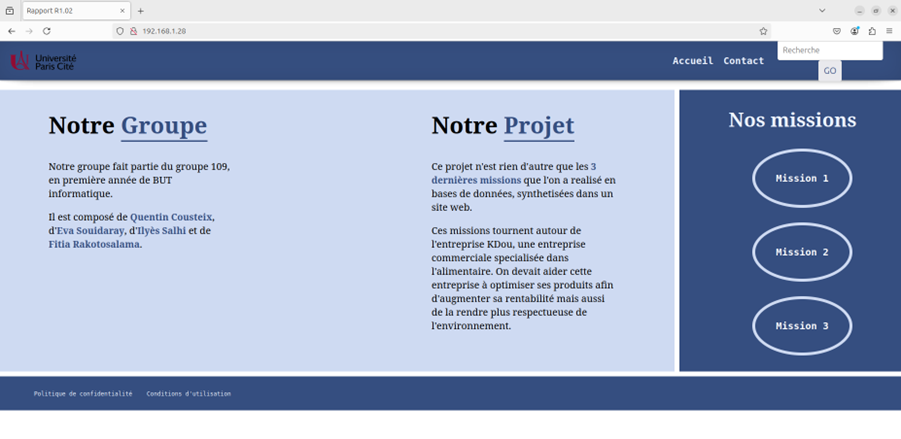 Rapport R1.02
192.168.1.28
Université
Paris Cité
Accueil Contact
Recherche
GO
Notre Groupe
Notre groupe fait partie du groupe 109,
en première année de BUT
informatique.
Il est composé de Quentin Cousteix,
d'Eva Souidaray, d'Ilyès Salhi et de
Fitia Rakotosalama.
Notre Projet
Ce projet n'est rien d'autre que les 3
dernières missions que l'on a realisé en
bases de données, synthetisées dans un
site web.
Ces missions tournent autour de
l'entreprise KDou, une entreprise
commerciale specialisée dans
l'alimentaire. On devait aider cette
entreprise à optimiser ses produits afin
d'augmenter sa rentabilité mais aussi
de la rendre plus respectueuse de
l'environnement.
Nos missions
Mission 1
Mission 2
Mission 3
Politique de confidentialité Conditions d'utilisation